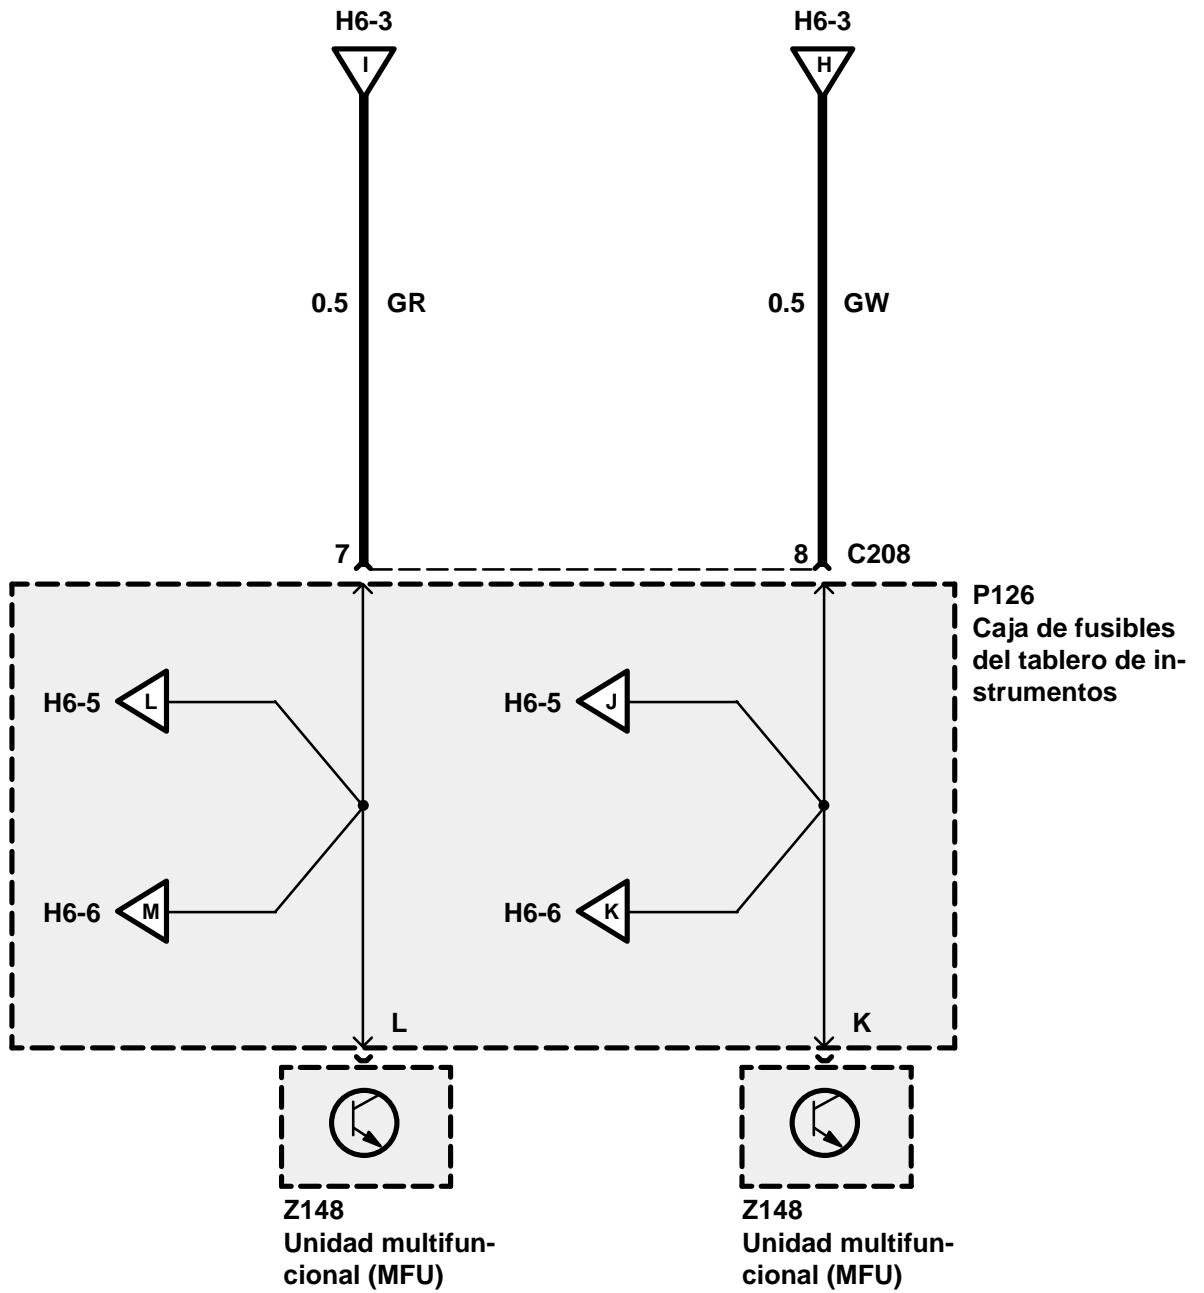 H6-3
H6-3
I
H
0.5
GR
0.5
GW
7
8
C208
P126
Caja de fusibles
del tablero de in-
strumentos
H6-5
L
H6-5
J
H6-6
M
H6-6
K
L
K
Z148
Unidad multifun-
cional (MFU)
Z148
Unidad multifun-
cional (MFU)